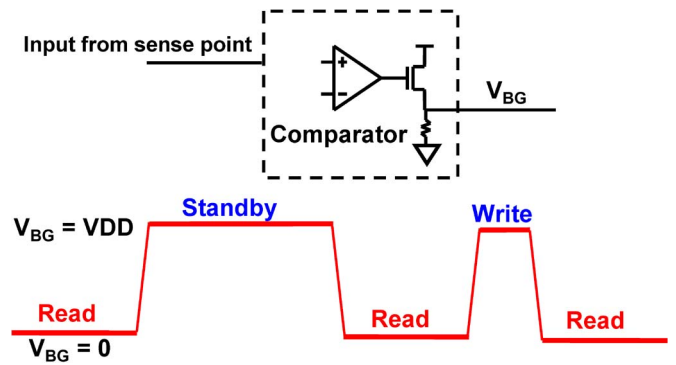 Input from sense point
+
−
V_BG
Comparator
Standby
Write
V_BG = VDD
Read
Read
Read
V_BG = 0